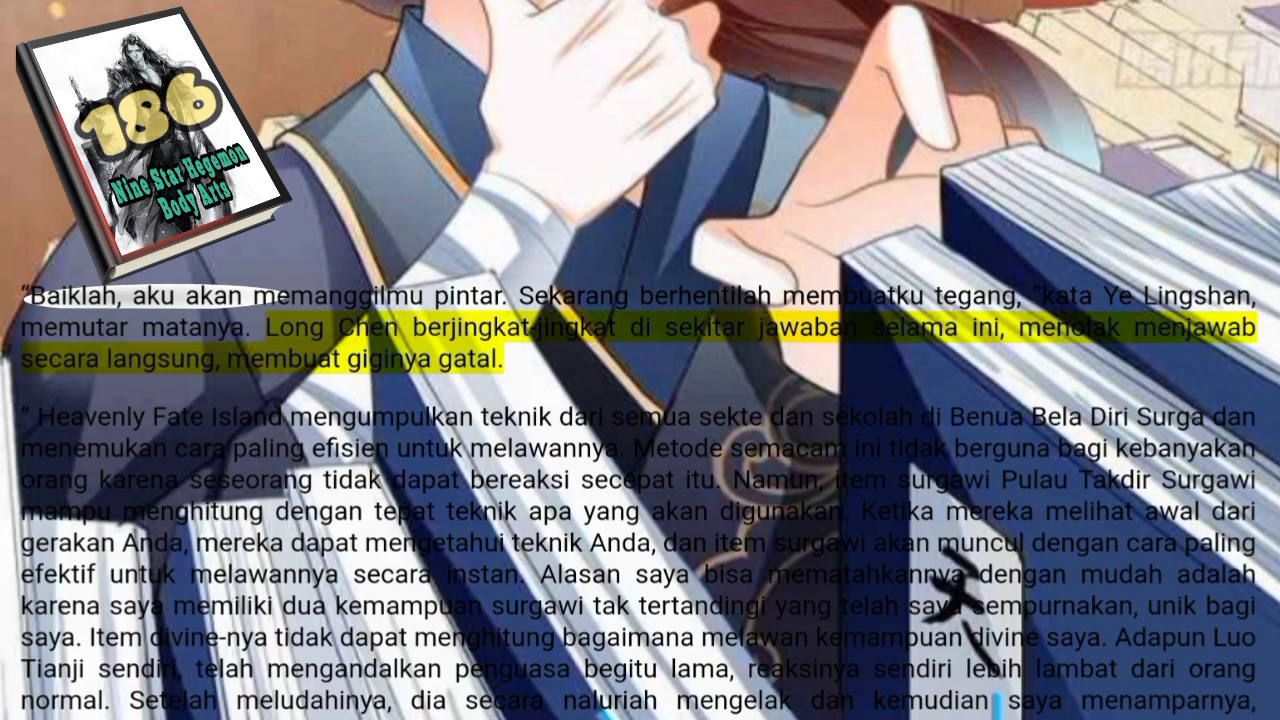 186
Nine Star Hegemon
Body Arts
“Baiklah, aku akan memanggilmu pintar. Sekarang berhentilah membuatku tegang, ”kata Ye Lingshan,
memutar matanya. Long Chen berjingkat-jingkat di sekitar jawaban selama ini, menolak menjawab
secara langsung, membuat giginya gatal.
” Heavenly Fate Island mengumpulkan teknik dari semua sekte dan sekolah di Benua Bela Diri Surga dan
menemukan cara paling efisien untuk melawannya. Metode semacam ini tidak berguna bagi kebanyakan
orang karena seseorang tidak dapat bereaksi secepat itu. Namun, item surgawi Pulau Takdir Surgawi
mampu menghitung dengan tepat teknik apa yang akan digunakan. Ketika mereka melihat awal dari
gerakan Anda, mereka dapat mengetahui teknik Anda, dan item surgawi akan muncul dengan cara paling
efektif untuk melawannya secara instan. Alasan saya bisa mematahkannya dengan mudah adalah
karena saya memiliki dua kemampuan surgawi tak tertandingi yang telah saya sempurnakan, unik bagi
saya. Item divine-nya tidak dapat menghitung bagaimana melawan kemampuan divine saya. Adapun Luo
Tianji sendiri, telah mengandalkan penguasa begitu lama, reaksinya sendiri lebih lambat dari orang
normal. Setelah meludahinya, dia secara naluriah mengelak dan kemudian saya menamparnya,